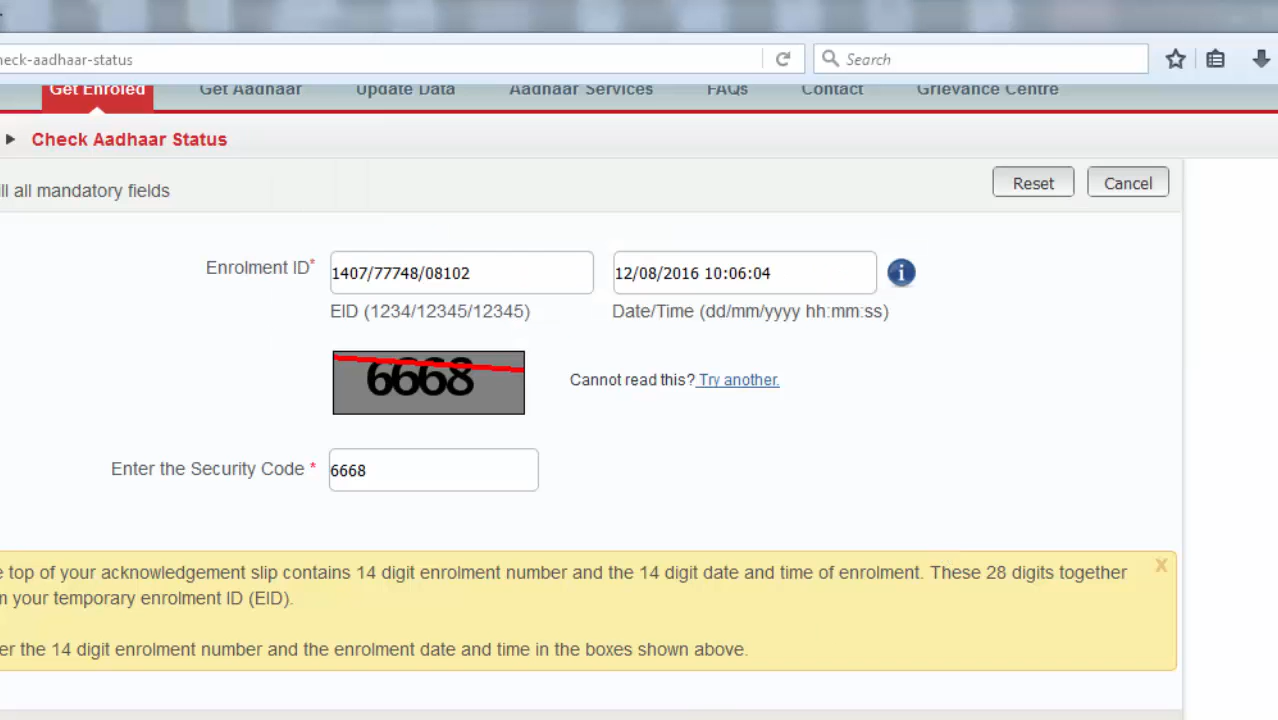 heck-aadhaar-status
Search
Get Enroled Get Aadhaar Update Data Aadhaar Services FAQs Contact Grievance Centre
Check Aadhaar Status
ill all mandatory fields
Reset Cancel
Enrolment ID* 1407/77748/08102 12/08/2016 10:06:04
EID (1234/12345/12345) Date/Time (dd/mm/yyyy hh:mm:ss)
6668
Cannot read this? Try another.
Enter the Security Code * 6668
e top of your acknowledgement slip contains 14 digit enrolment number and the 14 digit date and time of enrolment. These 28 digits together X
m your temporary enrolment ID (EID).
er the 14 digit enrolment number and the enrolment date and time in the boxes shown above.